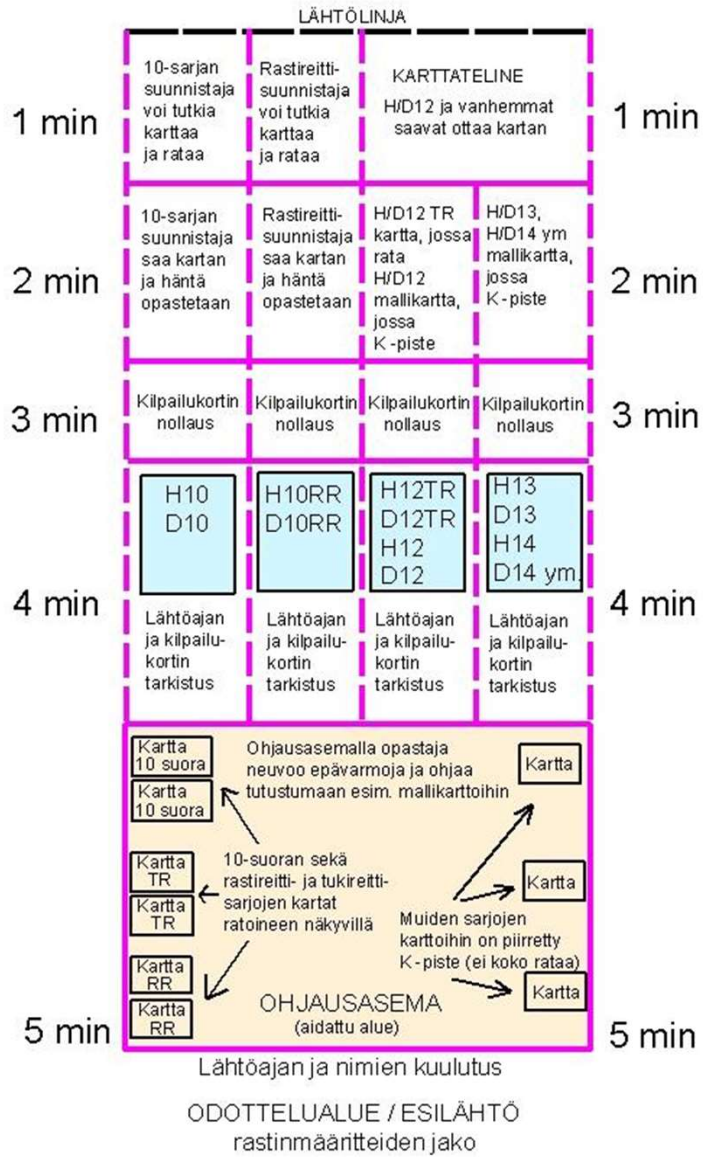 LÄHTÖLINJA
1 min
10-sarjan
suunnistaja
voi tutkia
karttaa
ja rataa
Rastireitti-
suunnistaja
voi tutkia
karttaa
ja rataa
KARTTATELINE
H/D12 ja vanhemmat
saavat ottaa kartan
1 min
2 min
10-sarjan
suunnistaja
saa kartan
ja häntä
opastetaan
Rastireitti-
suunnistaja
saa kartan
ja häntä
opastetaan
H/D12 TR
kartta, jossa
rata
H/D12
mallikartta,
jossa
K -piste
H/D13,
H/D14 ym
mallikartta,
jossa
K -piste
2 min
3 min
Kilpailukortin
nollaus
Kilpailukortin
nollaus
Kilpailukortin
nollaus
Kilpailukortin
nollaus
3 min
4 min
H10
D10
H10RR
D10RR
H12TR
D12TR
H12
D12
H13
D13
H14
D14 ym.
4 min
Lähtöajan
ja kilpailu-
kortin
tarkistus
Lähtöajan
ja kilpailu-
kortin
tarkistus
Lähtöajan
ja kilpailu-
kortin
tarkistus
Lähtöajan
ja kilpailu-
kortin
tarkistus
Kartta
10 suora
Kartta
10 suora
Ohjausasemalla opastaja
neuvoo epävarmoja ja ohjaa
tutustumaan esim. mallikarttoihin
Kartta
Kartta
TR
Kartta
TR
10-suoran sekä
rastireitti- ja tukireitti-
sarjojen kartat
ratoineen näkyvillä
Kartta
Muiden sarjojen
karttoihin on piirretty
K-piste (ei koko rataa)
Kartta
RR
Kartta
RR
Kartta
OHJAUSASEMA
(aidattu alue)
5 min
5 min
Lähtöajan ja nimien kuulutus
ODOTTELUALUE / ESILÄHTÖ
rastinmääritteiden jako